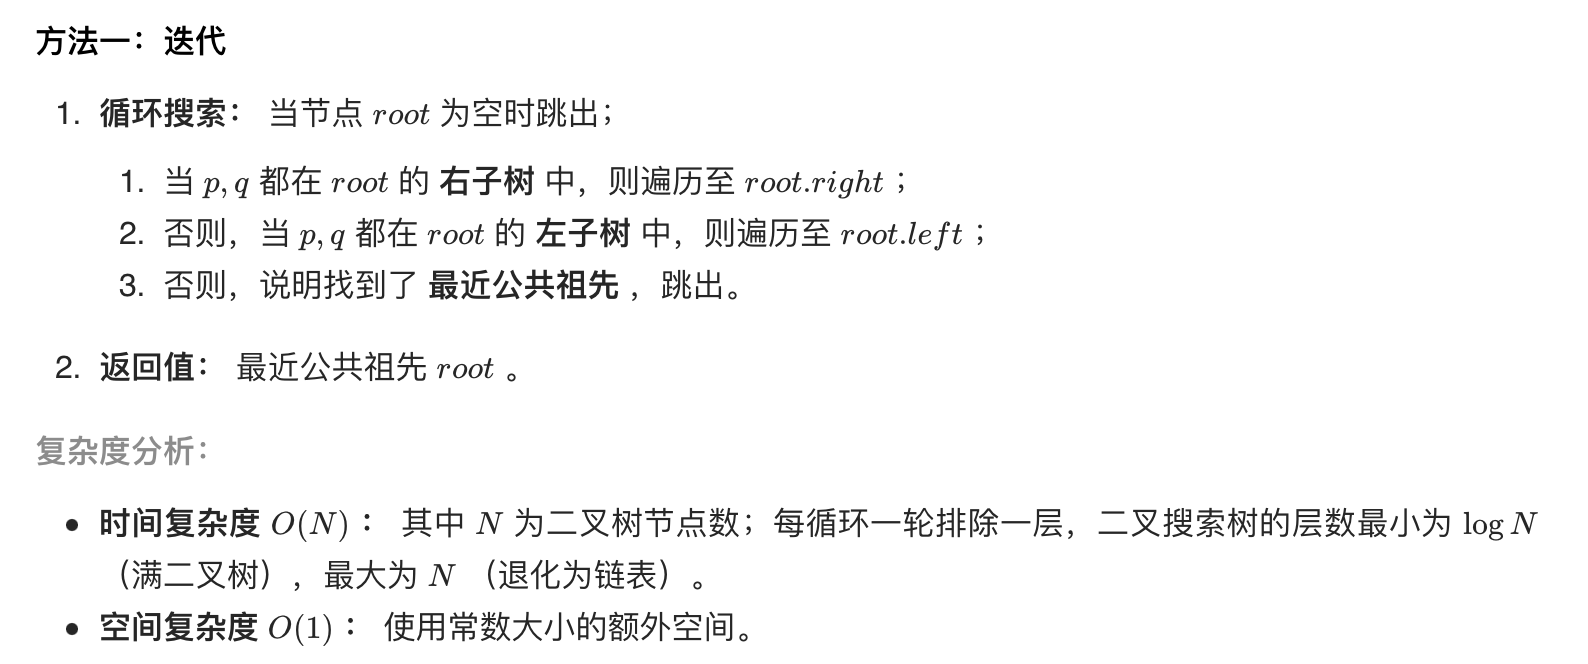 方法一：迭代
1. 循环搜索： 当节点 root 为空时跳出；
1. 当 p, q 都在 root 的 右子树 中，则遍历至 root.right ；
2. 否则，当 p, q 都在 root 的 左子树 中，则遍历至 root.left ；
3. 否则，说明找到了 最近公共祖先 ，跳出。
2. 返回值： 最近公共祖先 root 。
复杂度分析：
• 时间复杂度 O(N) ： 其中 N 为二叉树节点数；每循环一轮排除一层，二叉搜索树的层数最小为 log N
（满二叉树），最大为 N （退化为链表）。
• 空间复杂度 O(1) ： 使用常数大小的额外空间。